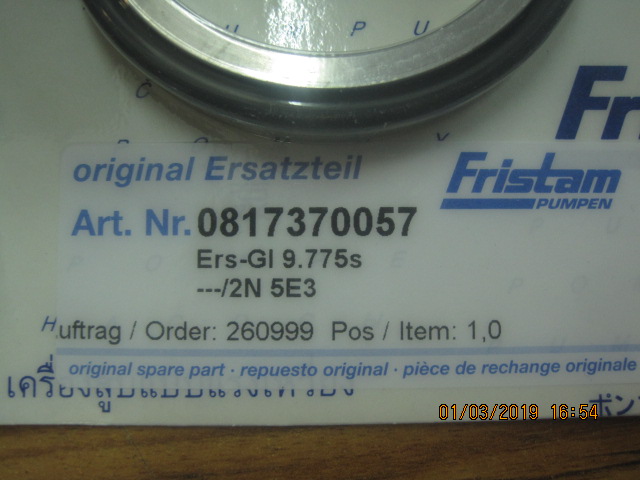 original Ersatzteil
Fristam
PUMPEN
Art. Nr. 0817370057
Ers-Gl 9.775s
---/2N 5E3
uftrag / Order: 260999 Pos / Item: 1,0
original spare part · repuesto original · pièce de rechange originale
01/03/2019 16:54